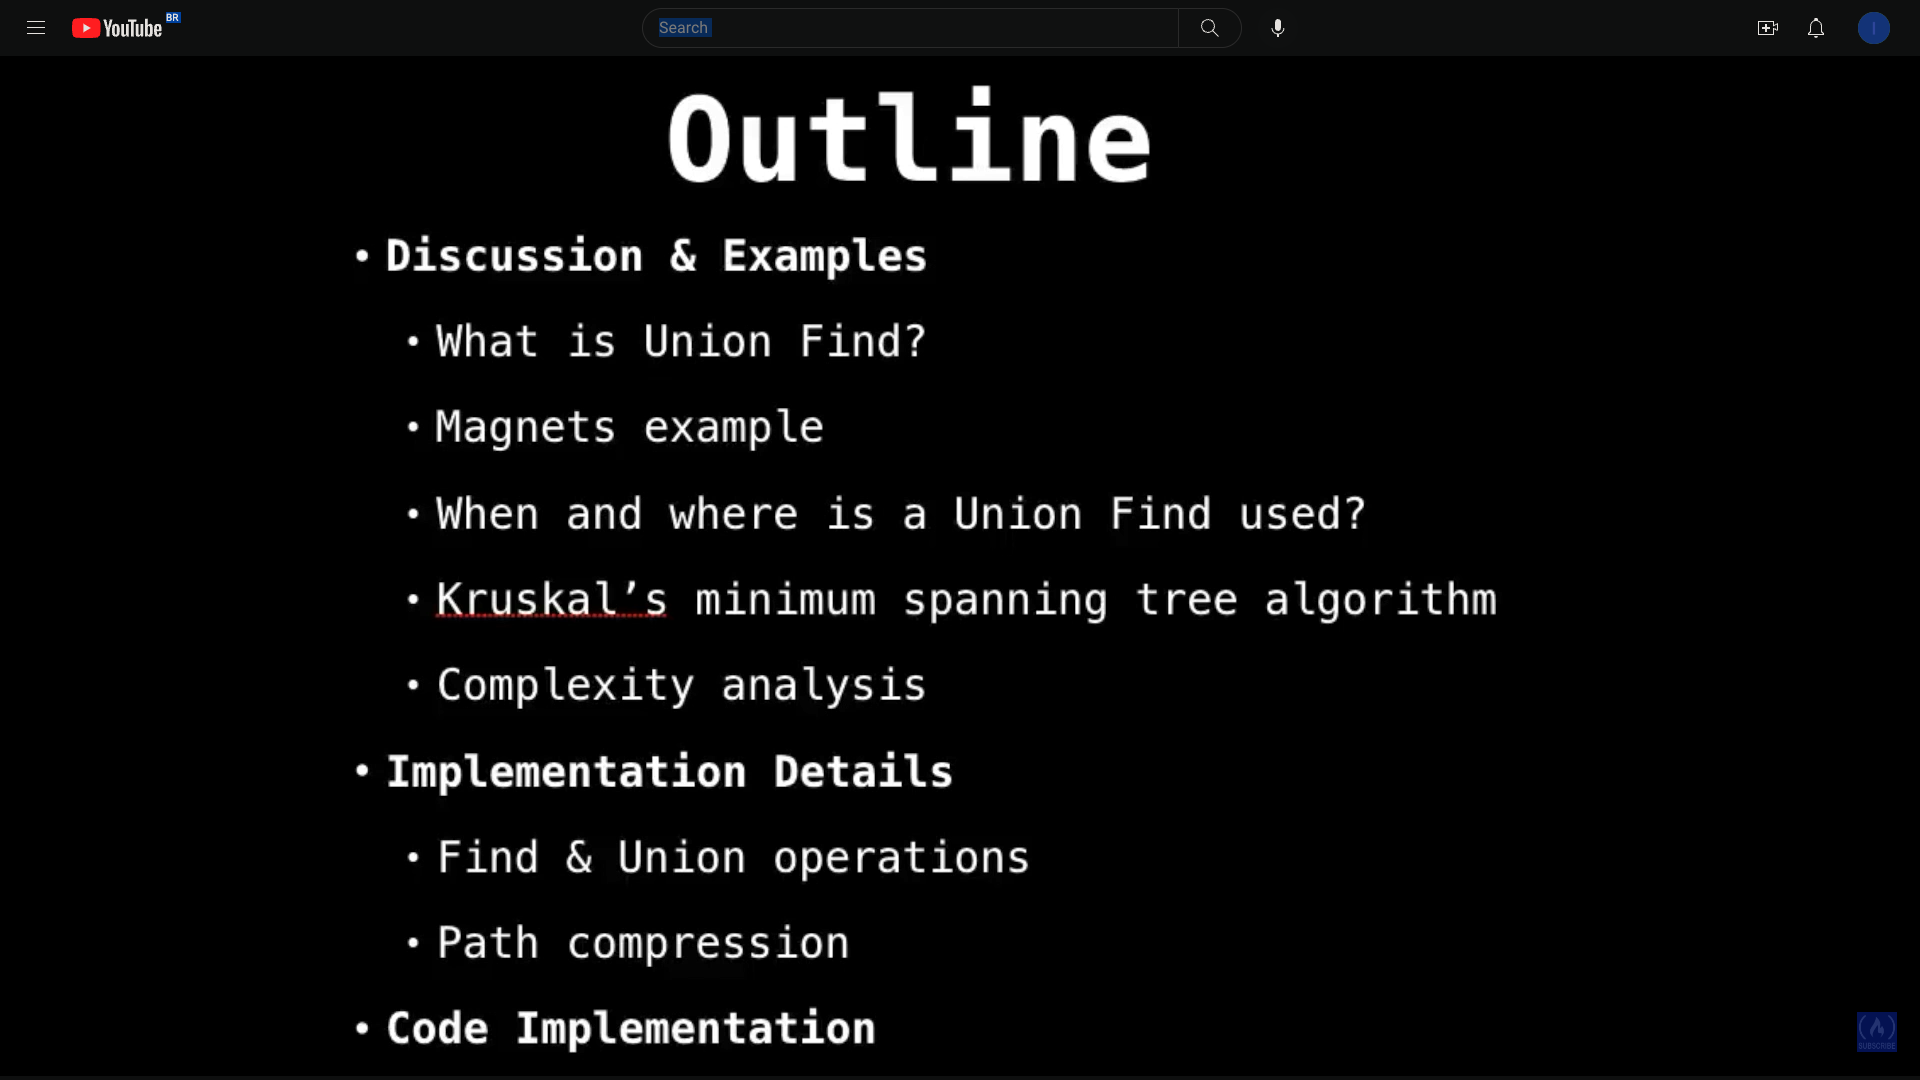 YouTube BR
Search
Outline
• Discussion & Examples
• What is Union Find?
• Magnets example
• When and where is a Union Find used?
• Kruskal’s minimum spanning tree algorithm
• Complexity analysis
• Implementation Details
• Find & Union operations
• Path compression
• Code Implementation
SUBSCRIBE